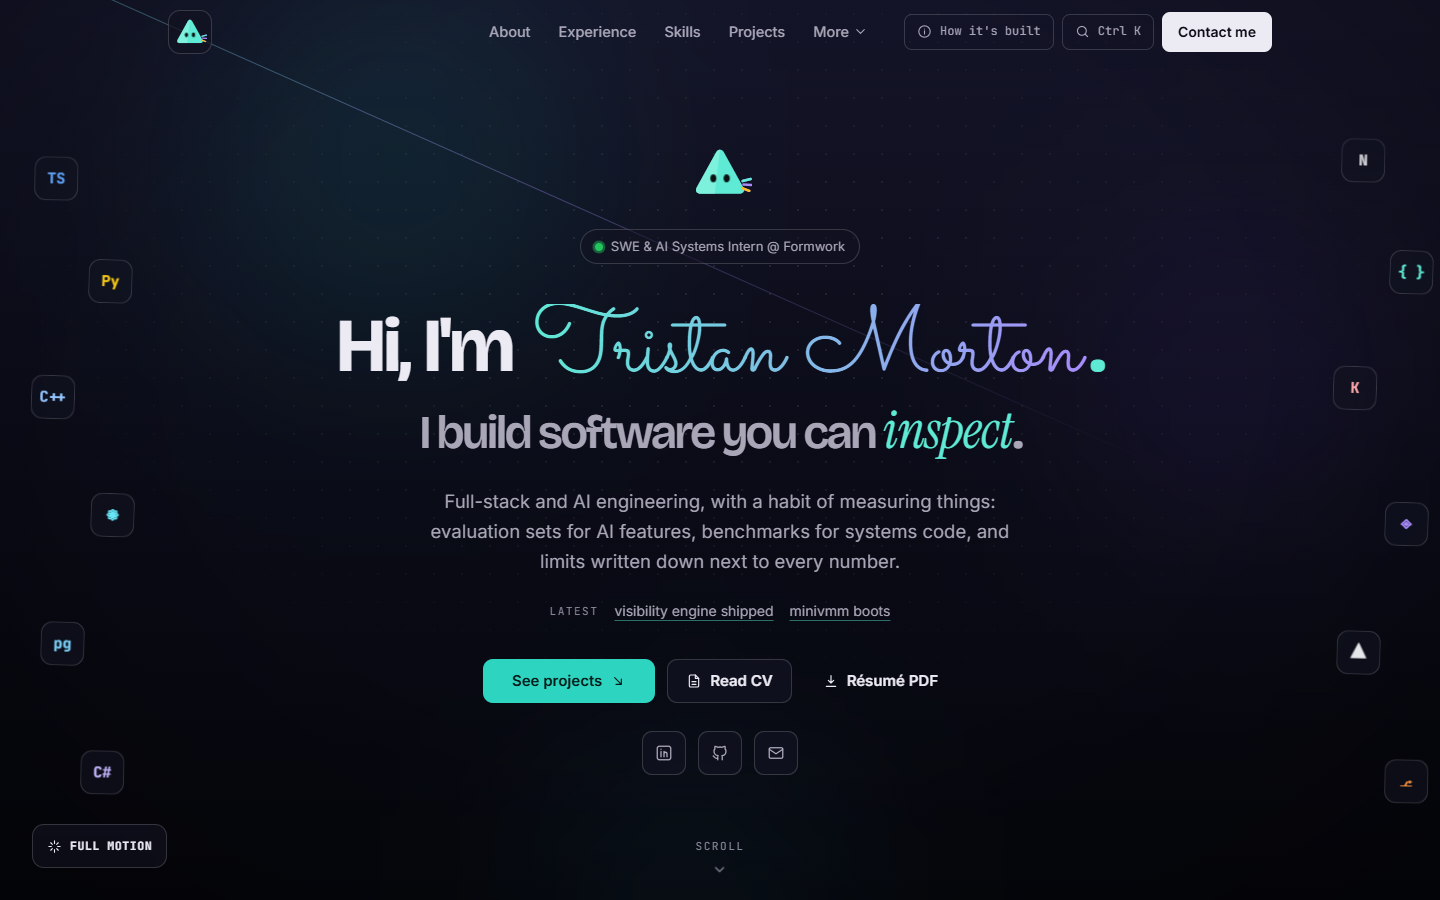 About Experience Skills Projects More How it's built Ctrl K Contact me
TS
N
SWE & AI Systems Intern @ Formwork
Py
{ }
Hi, I'm Tristan Morton.
C++
K
I build software you can inspect.
Full-stack and AI engineering, with a habit of measuring things:
evaluation sets for AI features, benchmarks for systems code, and
limits written down next to every number.
LATEST visibility engine shipped minivmm boots
pg
See projects Read CV Résumé PDF
in
C#
FULL MOTION
SCROLL